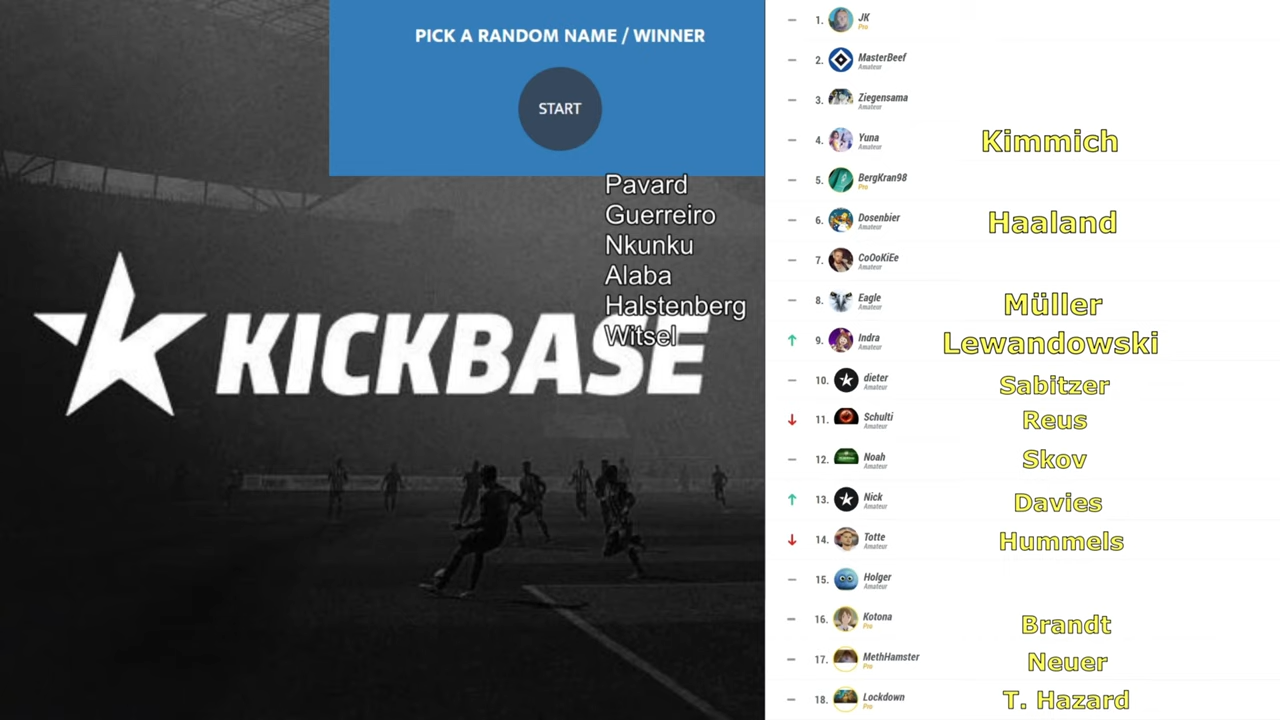 PICK A RANDOM NAME / WINNER
START
Pavard
Guerreiro
Nkunku
Alaba
Halstenberg
Witsel
KICKBASE
1. JK
Pro
2. MasterBeef
Amateur
3. Ziegensama
Amateur
4. Yuna Kimmich
Amateur
5. BergKran98
Pro
6. Dosenbier Haaland
Amateur
7. CoOoKiEe
Amateur
8. Eagle Müller
Amateur
9. Indra Lewandowski
Amateur
10. dieter Sabitzer
Amateur
11. Schulti Reus
Amateur
12. Noah Skov
Amateur
13. Nick Davies
Amateur
14. Totte Hummels
Amateur
15. Holger
Amateur
16. Kotona Brandt
Pro
17. MethHamster Neuer
Pro
18. Lockdown T. Hazard
Pro